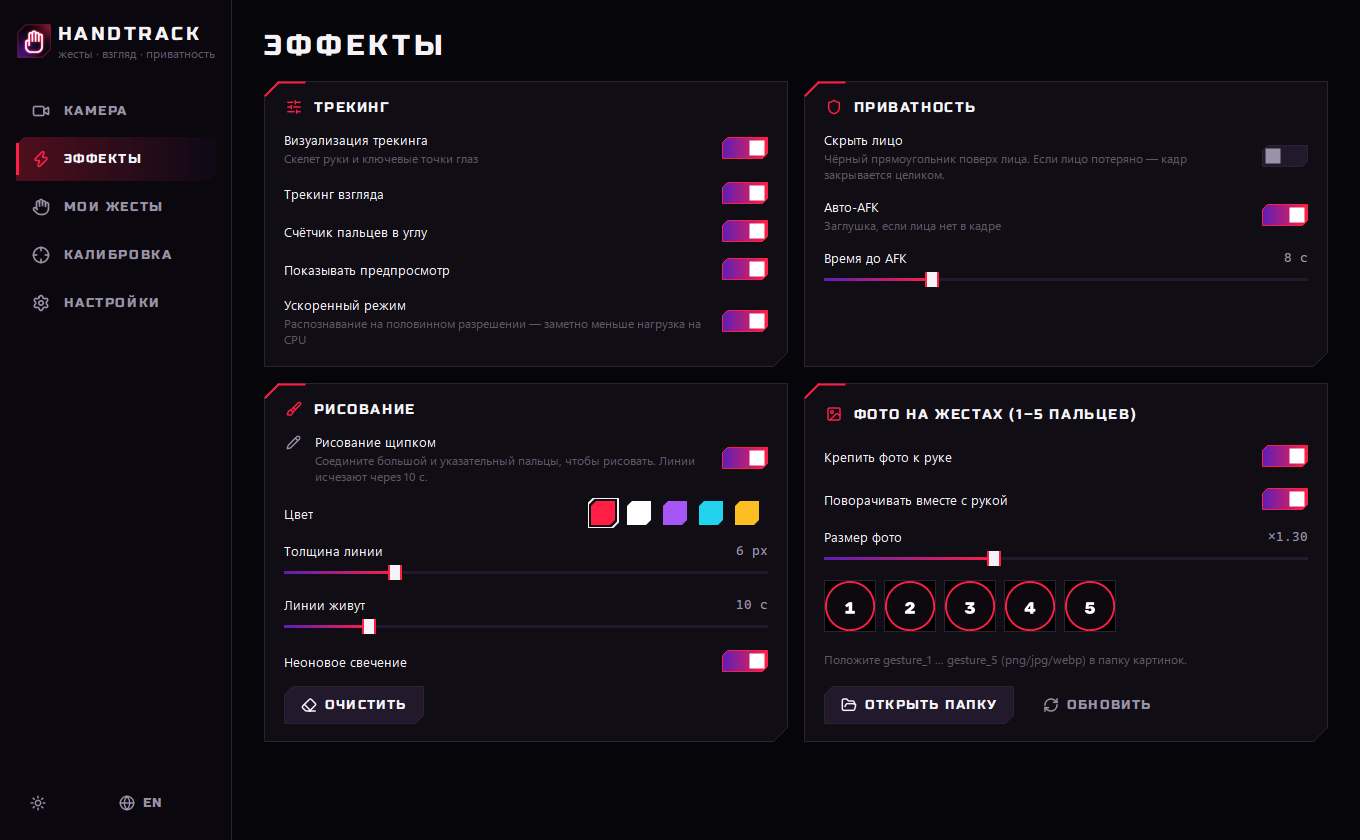 HANDTRACK
жесты · взгляд · приватность
КАМЕРА
ЭФФЕКТЫ
МОИ ЖЕСТЫ
КАЛИБРОВКА
НАСТРОЙКИ
EN
ЭФФЕКТЫ
ТРЕКИНГ
Визуализация трекинга
Скелет руки и ключевые точки глаз
Трекинг взгляда
Счётчик пальцев в углу
Показывать предпросмотр
Ускоренный режим
Распознавание на половинном разрешении — заметно меньше нагрузка на
CPU
ПРИВАТНОСТЬ
Скрыть лицо
Чёрный прямоугольник поверх лица. Если лицо потеряно — кадр
закрывается целиком.
Авто-AFK
Заглушка, если лица нет в кадре
Время до AFK 8 с
РИСОВАНИЕ
Рисование щипком
Соедините большой и указательный пальцы, чтобы рисовать. Линии
исчезают через 10 с.
Цвет
Толщина линии 6 px
Линии живут 10 с
Неоновое свечение
ОЧИСТИТЬ
ФОТО НА ЖЕСТАХ (1–5 ПАЛЬЦЕВ)
Крепить фото к руке
Поворачивать вместе с рукой
Размер фото ×1.30
1 2 3 4 5
Положите gesture_1 … gesture_5 (png/jpg/webp) в папку картинок.
ОТКРЫТЬ ПАПКУ ОБНОВИТЬ